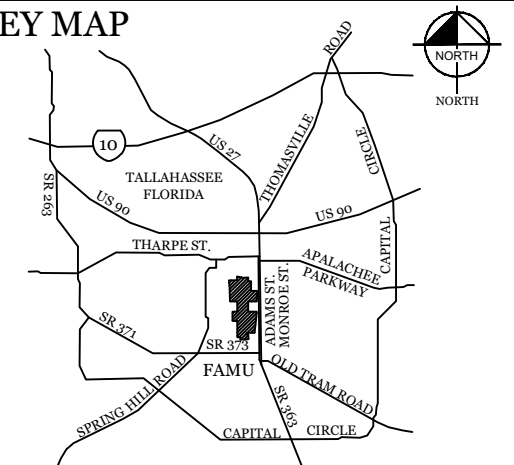 EY MAP
NORTH
NORTH
ROAD
10
US 27
THOMASVILLE
CIRCLE
TALLAHASSEE
FLORIDA
SR 263
US 90
US 90
CAPITAL
THARPE ST.
APALACHEE
PARKWAY
ADAMS ST.
MONROE ST.
SR 371
SR 373
FAMU
OLD TRAM ROAD
SPRING HILL ROAD
SR 363
CAPITAL CIRCLE